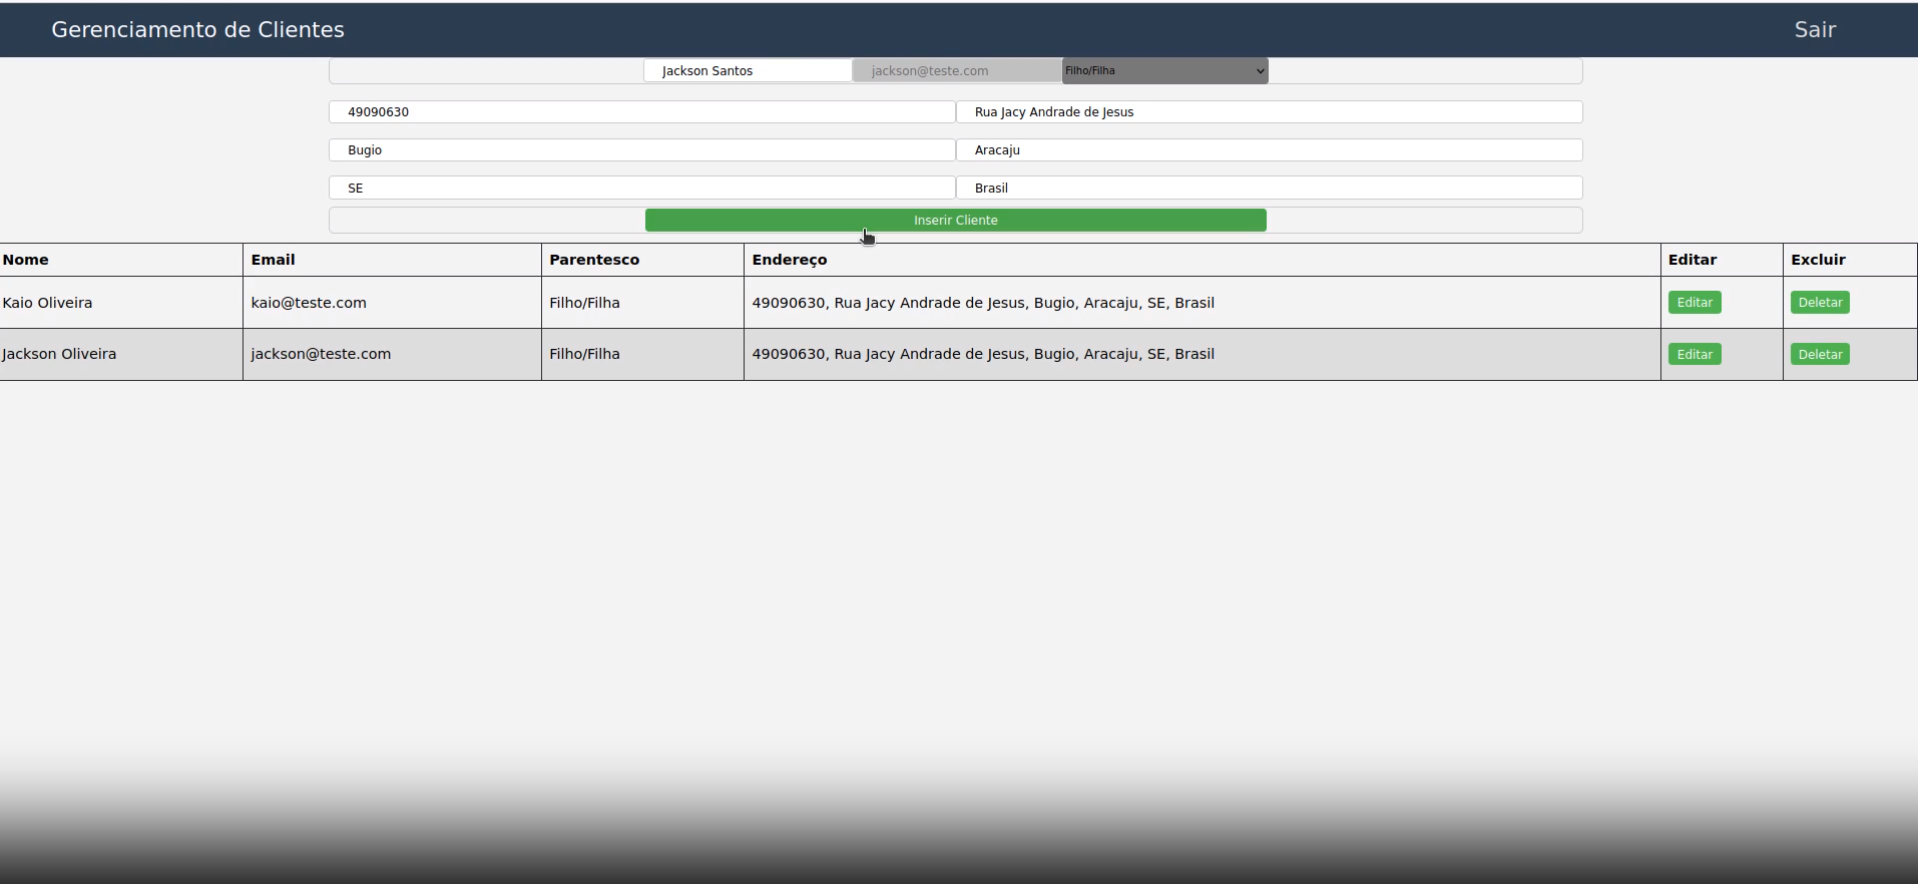 Gerenciamento de Clientes Sair
Jackson Santos jackson@teste.com Filho/Filha
49090630 Rua Jacy Andrade de Jesus
Bugio Aracaju
SE Brasil
Inserir Cliente
Nome Email Parentesco Endereço Editar Excluir
Kaio Oliveira kaio@teste.com Filho/Filha 49090630, Rua Jacy Andrade de Jesus, Bugio, Aracaju, SE, Brasil Editar Deletar
Jackson Oliveira jackson@teste.com Filho/Filha 49090630, Rua Jacy Andrade de Jesus, Bugio, Aracaju, SE, Brasil Editar Deletar